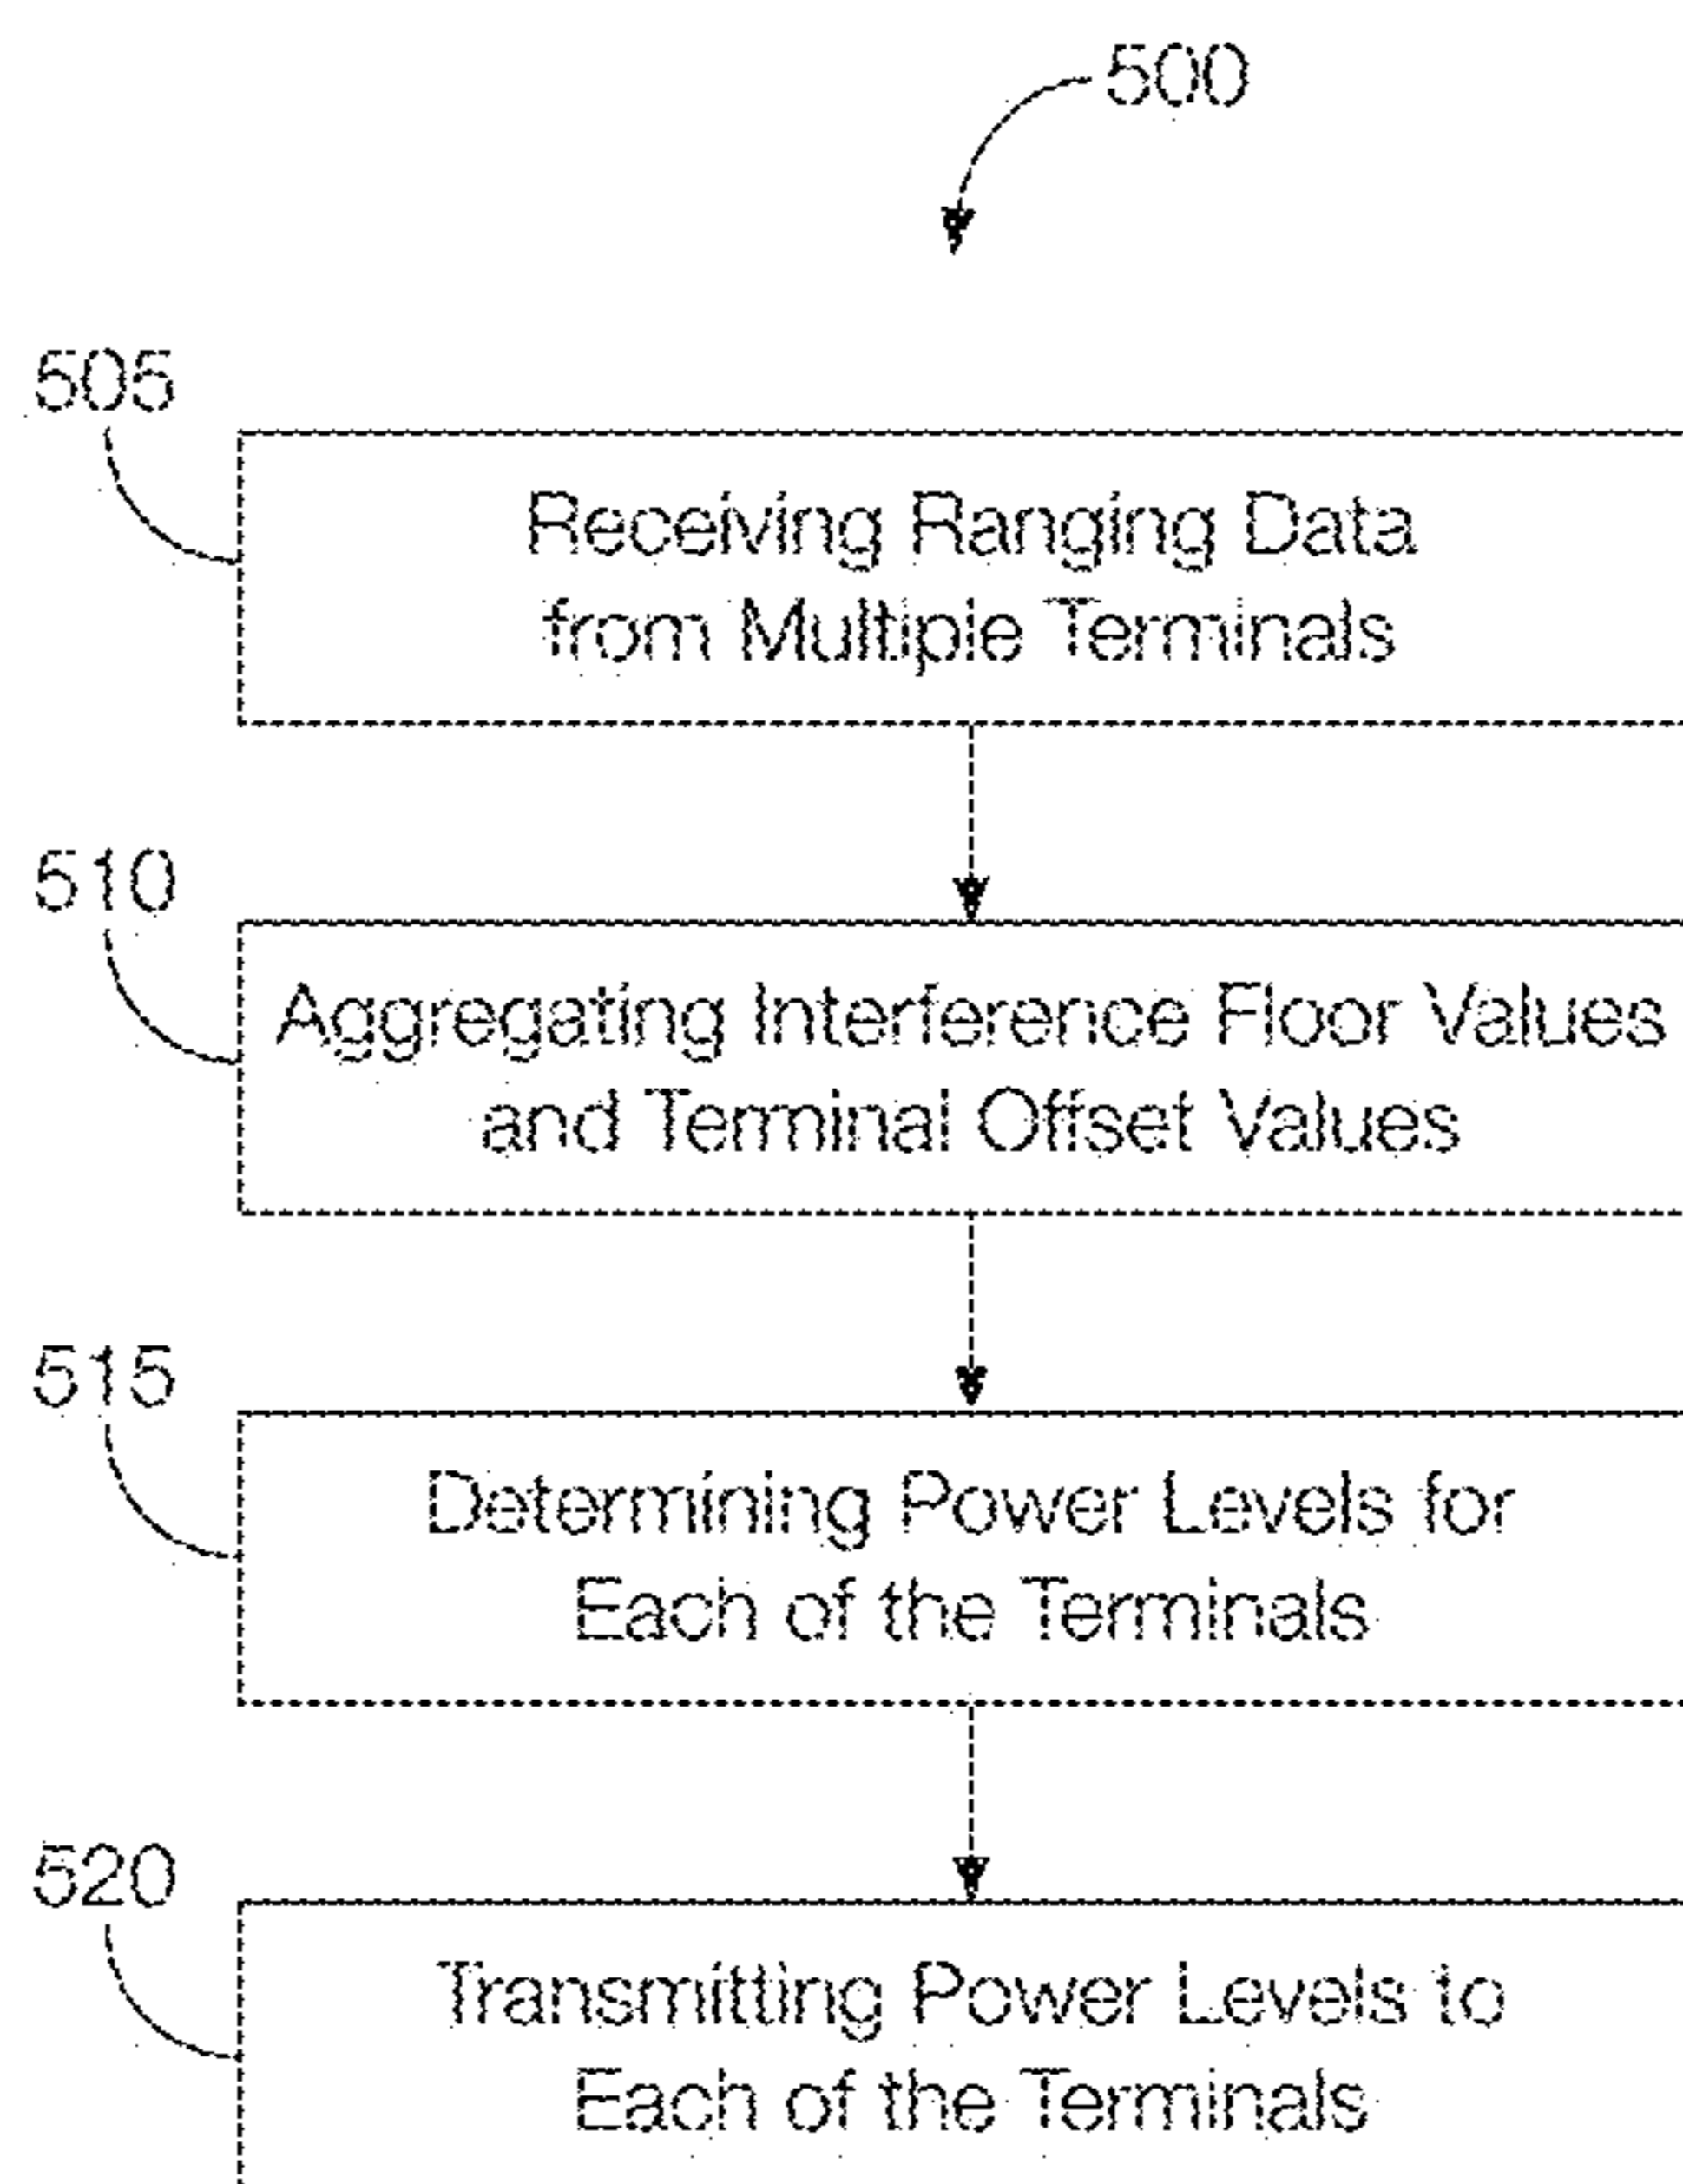 500
505
Receiving Ranging Data
from Multiple Terminals
510
Aggregating Interference Floor Values
and Terminal Offset Values
515
Determining Power Levels for
Each of the Terminals
520
Transmitting Power Levels to
Each of the Terminals